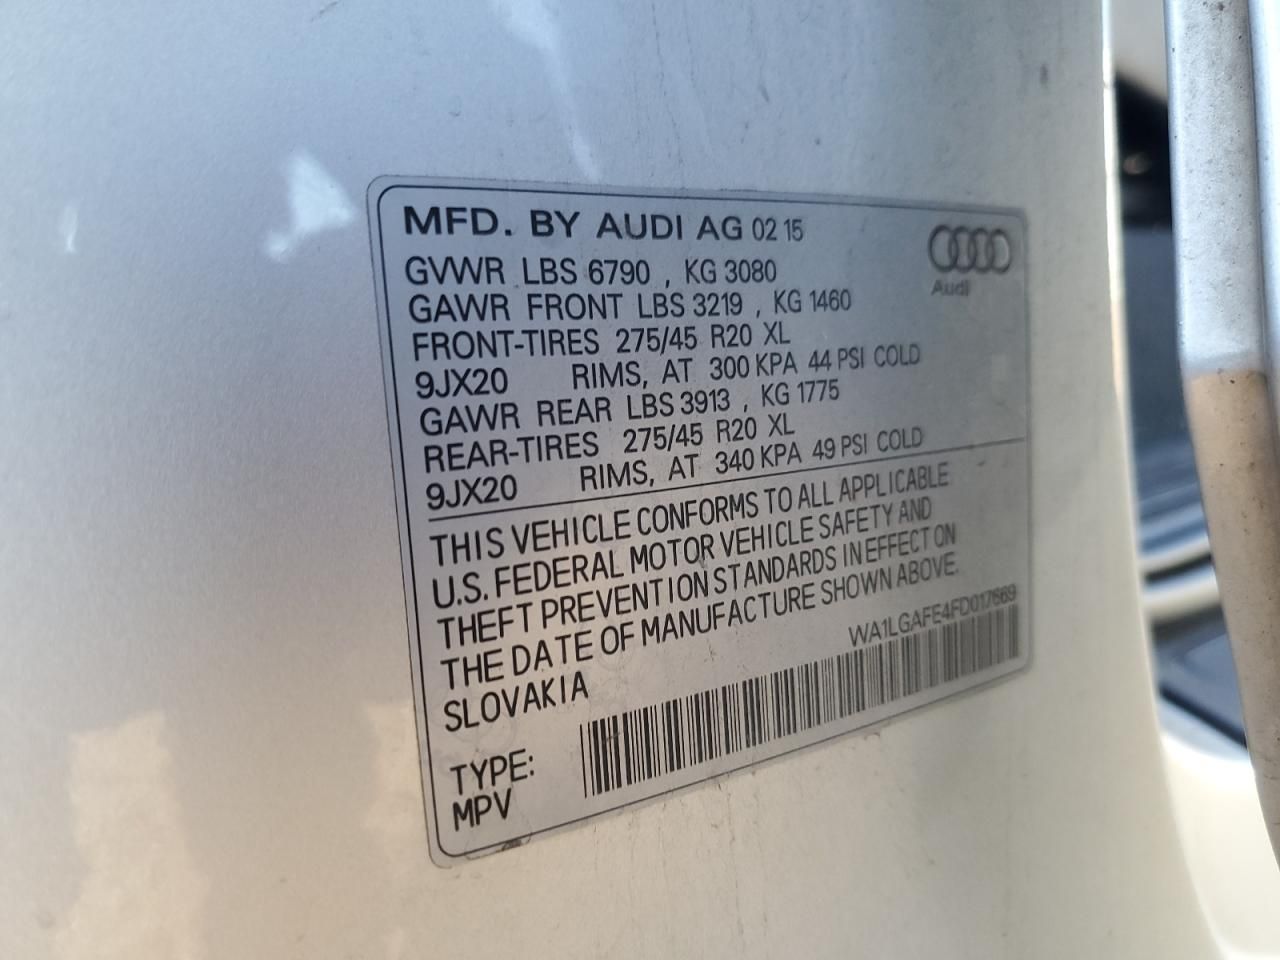 MFD. BY AUDI AG 02 15
GVWR LBS 6790 , KG 3080
GAWR FRONT LBS 3219 , KG 1460
FRONT-TIRES 275/45 R20 XL
9JX20 RIMS, AT 300 KPA 44 PSI COLD
GAWR REAR LBS 3913 , KG 1775
REAR-TIRES 275/45 R20 XL
9JX20 RIMS, AT 340 KPA 49 PSI COLD
Audi
THIS VEHICLE CONFORMS TO ALL APPLICABLE
U.S. FEDERAL MOTOR VEHICLE SAFETY AND
THEFT PREVENTION STANDARDS IN EFFECT ON
THE DATE OF MANUFACTURE SHOWN ABOVE.
SLOVAKIA
WA1LGAFE4FD017669
TYPE:
MPV